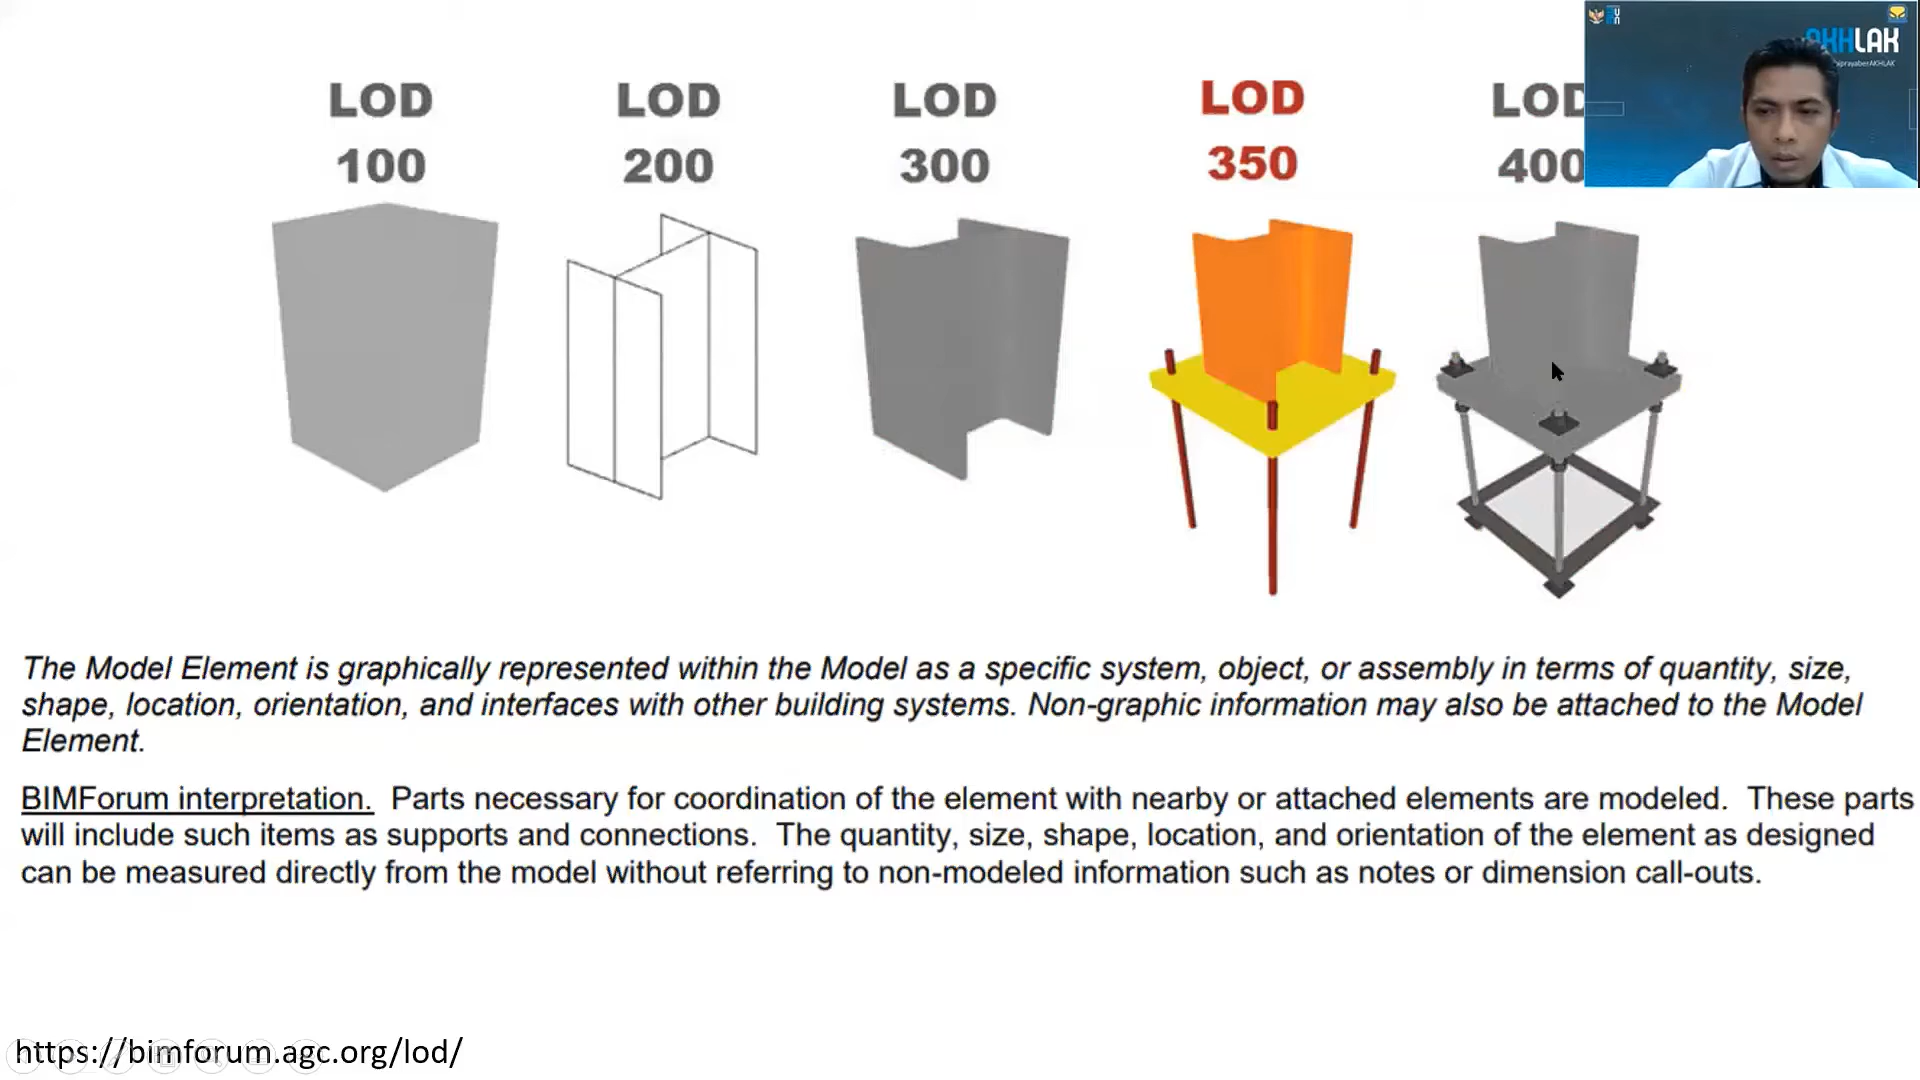 LOD
100
LOD
200
LOD
300
LOD
350
LOD
400
AKHLAK
The Model Element is graphically represented within the Model as a specific system, object, or assembly in terms of quantity, size,
shape, location, orientation, and interfaces with other building systems. Non-graphic information may also be attached to the Model
Element.
BIMForum interpretation. Parts necessary for coordination of the element with nearby or attached elements are modeled. These parts
will include such items as supports and connections. The quantity, size, shape, location, and orientation of the element as designed
can be measured directly from the model without referring to non-modeled information such as notes or dimension call-outs.
https://bimforum.agc.org/lod/